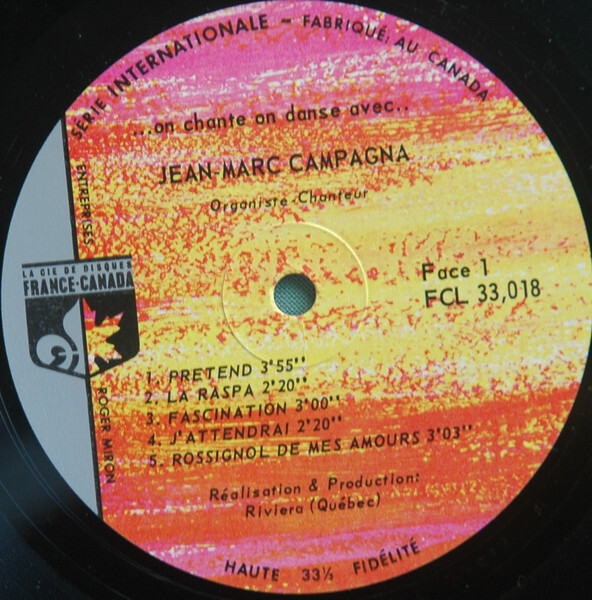 SÉRIE INTERNATIONALE - FABRIQUÉ AU CANADA
...on chante on danse avec..
JEAN-MARC CAMPAGNA
Organiste-Chanteur
ENTREPRISES
LA CIE DE DISQUES
FRANCE-CANADA
ROGER MIRON
Face 1
FCL 33,018
1. PRETEND 3'55''
2. LA RASPA 2'20''
3. FASCINATION 3'00''
4. J'ATTENDRAI 2'20''
5. ROSSIGNOL DE MES AMOURS 3'03''
Réalisation & Production:
Riviera (Québec)
HAUTE 33⅓ FIDÉLITÉ